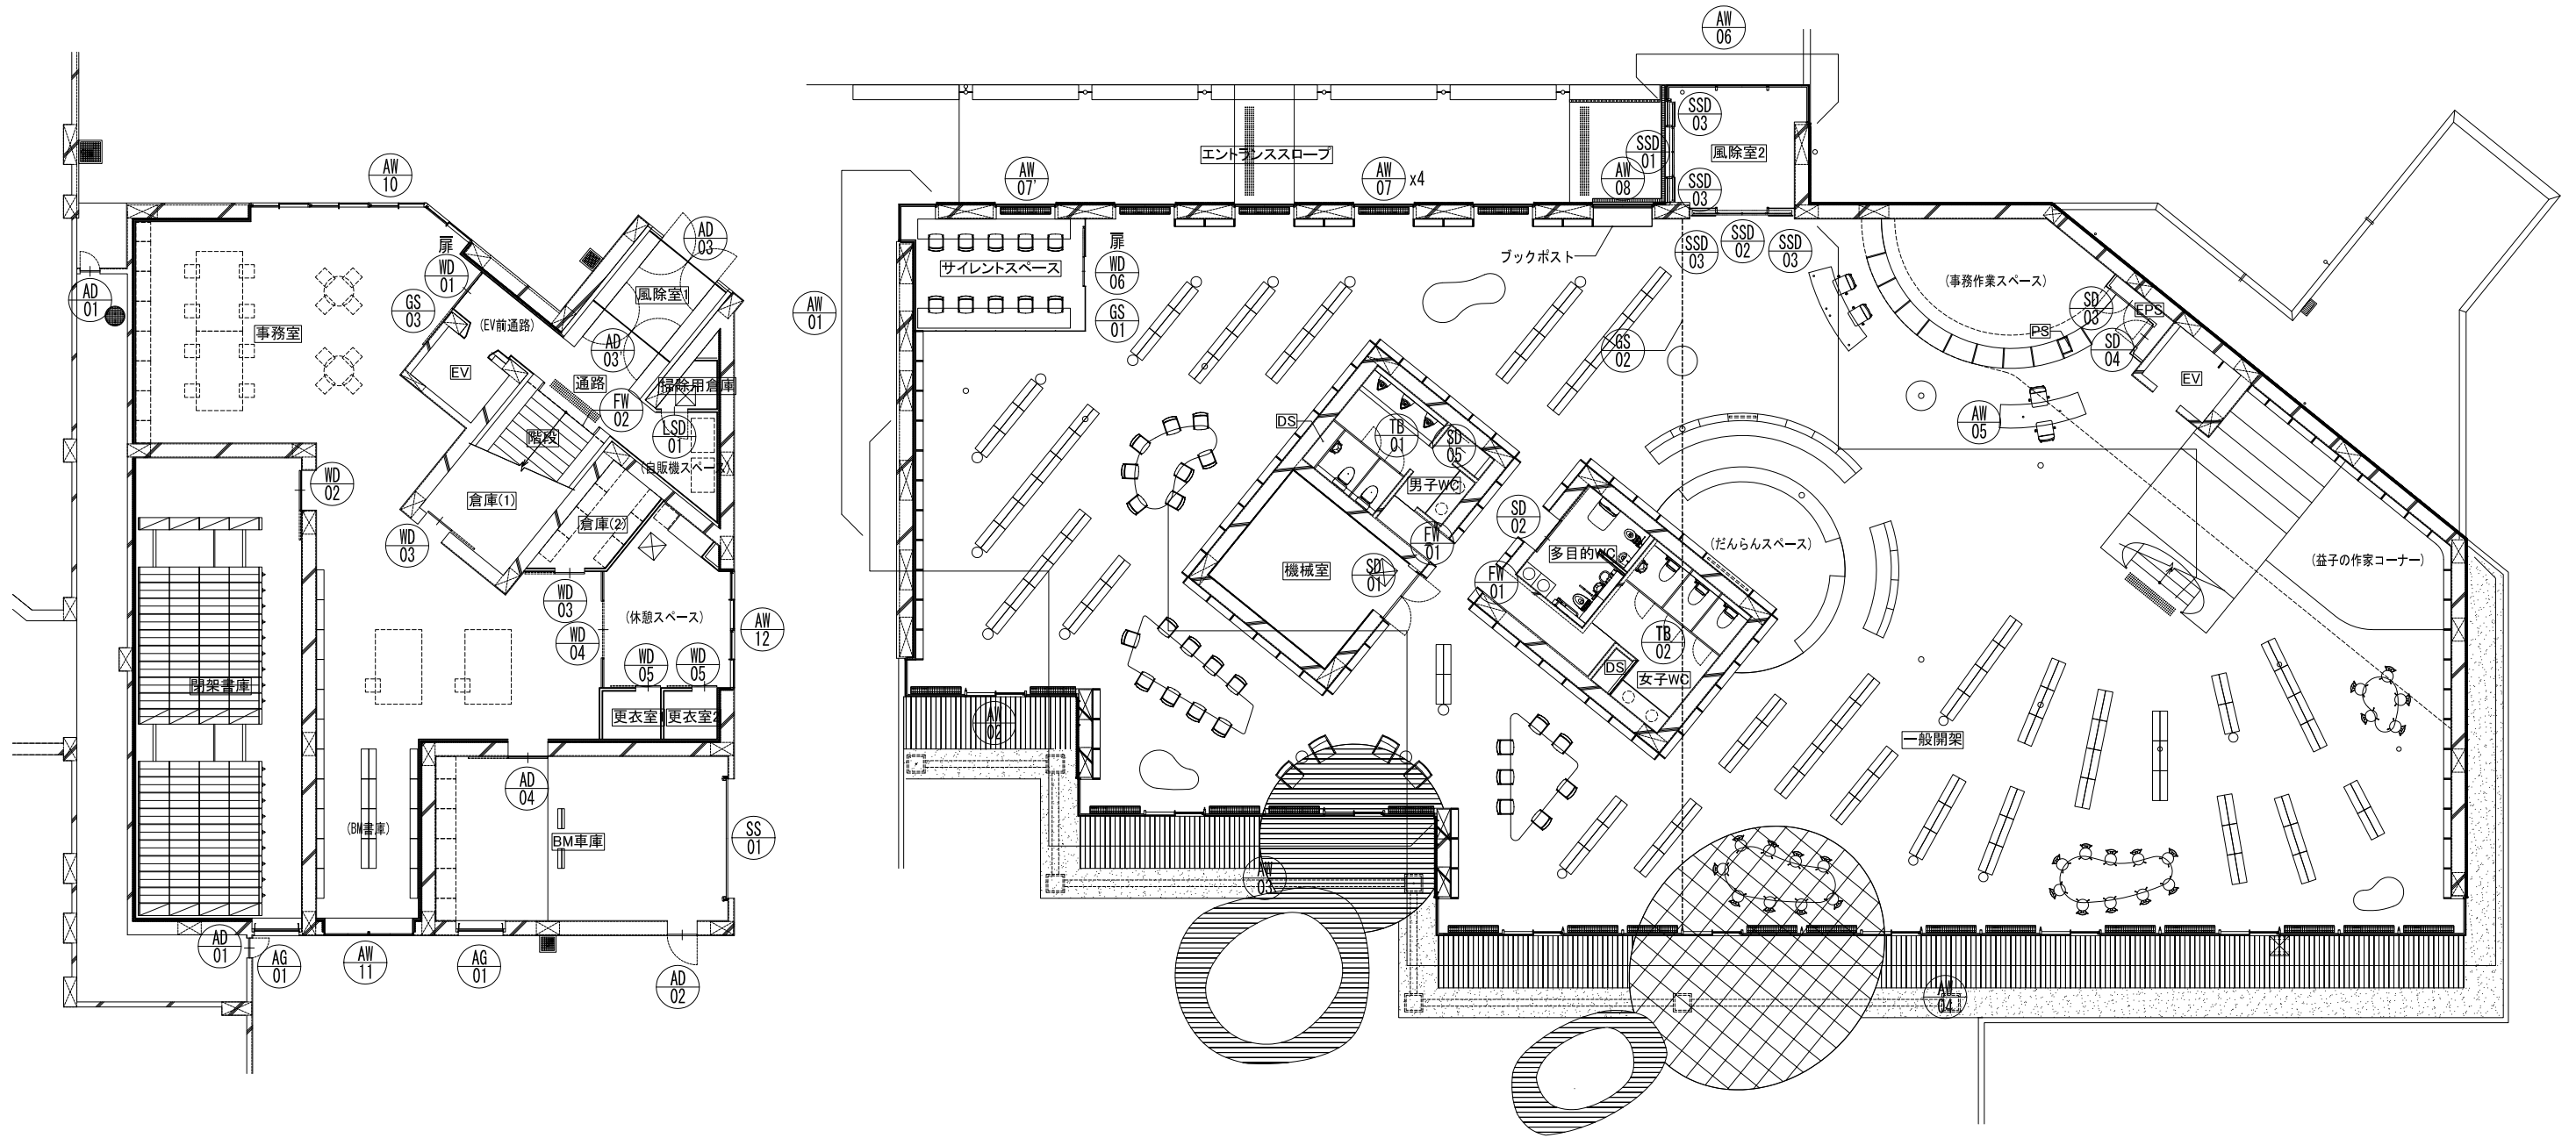 AW
10
AD
03
扉
WD
01
GS
03
AD
01
(EV前通路)
風除室1
事務室
AD
03'
EV
通路
掃除用倉庫
FW
02
LSD
01
階段
(自販機スペース)
WD
02
倉庫(1)
倉庫(2)
WD
03
WD
03
(休憩スペース)
WD
04
AW
12
WD
05
WD
05
閉架書庫
更衣室
更衣室2
AD
04
(BM書庫)
BM車庫
SS
01
AD
01
AG
01
AW
11
AG
01
AD
02
AW
06
SSD
03
エントランススロープ
SSD
01
風除室2
AW
07'
AW
07
x4
AW
08
SSD
03
SSD
03
SSD
02
SSD
03
ブックポスト
サイレントスペース
扉
WD
06
GS
01
AW
01
(事務作業スペース)
SD
03
EPS
PS
SD
04
GS
02
EV
AW
05
DS
TB
01
SD
05
男子WC
SD
02
FW
01
多目的WC
(だんらんスペース)
(益子の作家コーナー)
機械室
SD
01
FW
01
TB
02
DS
女子WC
AW
02
一般開架
AW
03
AW
04